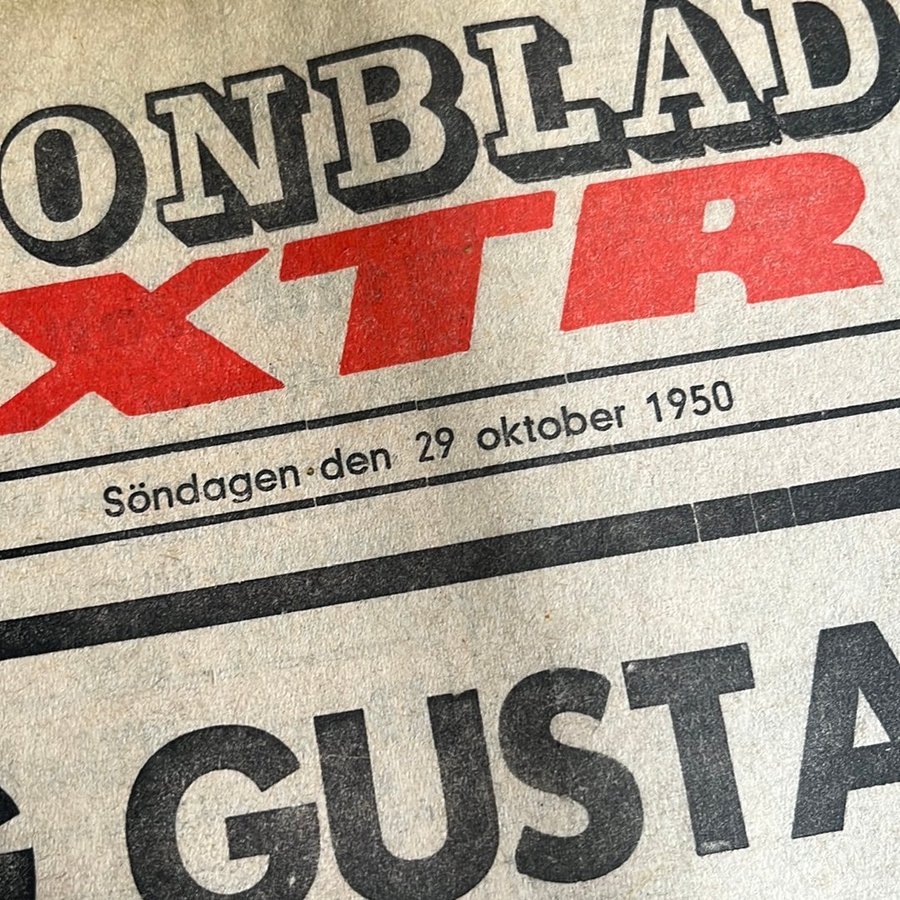 ONBLAD
XTR
Söndagen den 29 oktober 1950
G GUSTA